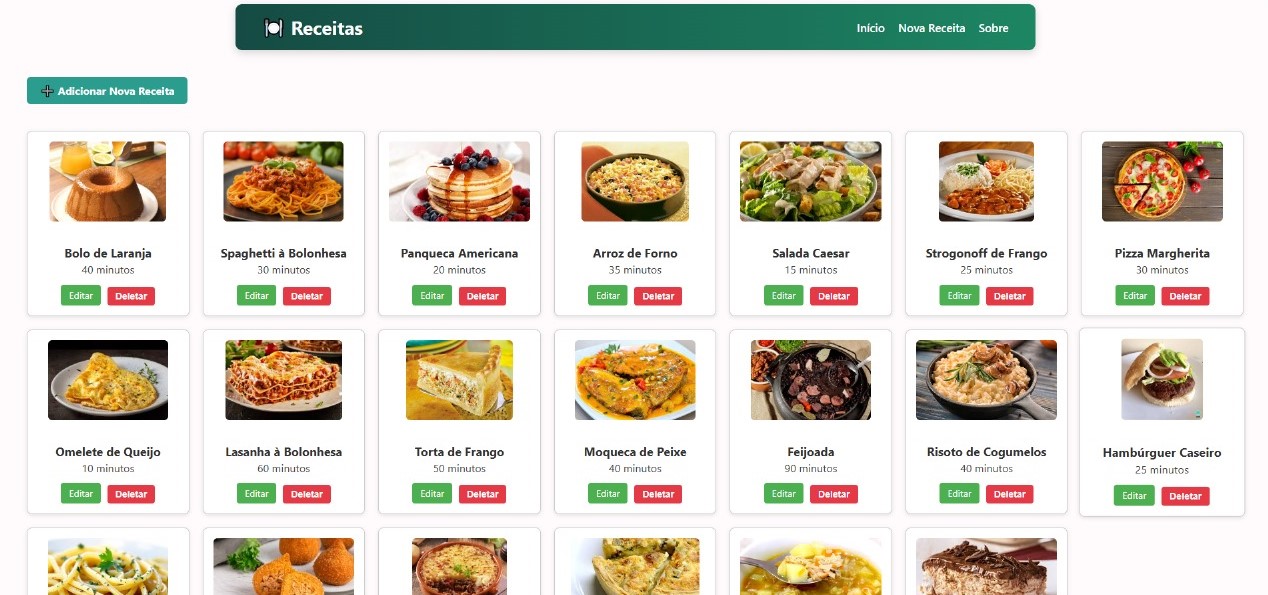 Receitas
Início Nova Receita Sobre
Adicionar Nova Receita
Bolo de Laranja
40 minutos
Editar Deletar
Spaghetti à Bolonhesa
30 minutos
Editar Deletar
Panqueca Americana
20 minutos
Editar Deletar
Arroz de Forno
35 minutos
Editar Deletar
Salada Caesar
15 minutos
Editar Deletar
Strogonoff de Frango
25 minutos
Editar Deletar
Pizza Margherita
30 minutos
Editar Deletar
Omelete de Queijo
10 minutos
Editar Deletar
Lasanha à Bolonhesa
60 minutos
Editar Deletar
Torta de Frango
50 minutos
Editar Deletar
Moqueca de Peixe
40 minutos
Editar Deletar
Feijoada
90 minutos
Editar Deletar
Risoto de Cogumelos
40 minutos
Editar Deletar
Hambúrguer Caseiro
25 minutos
Editar Deletar